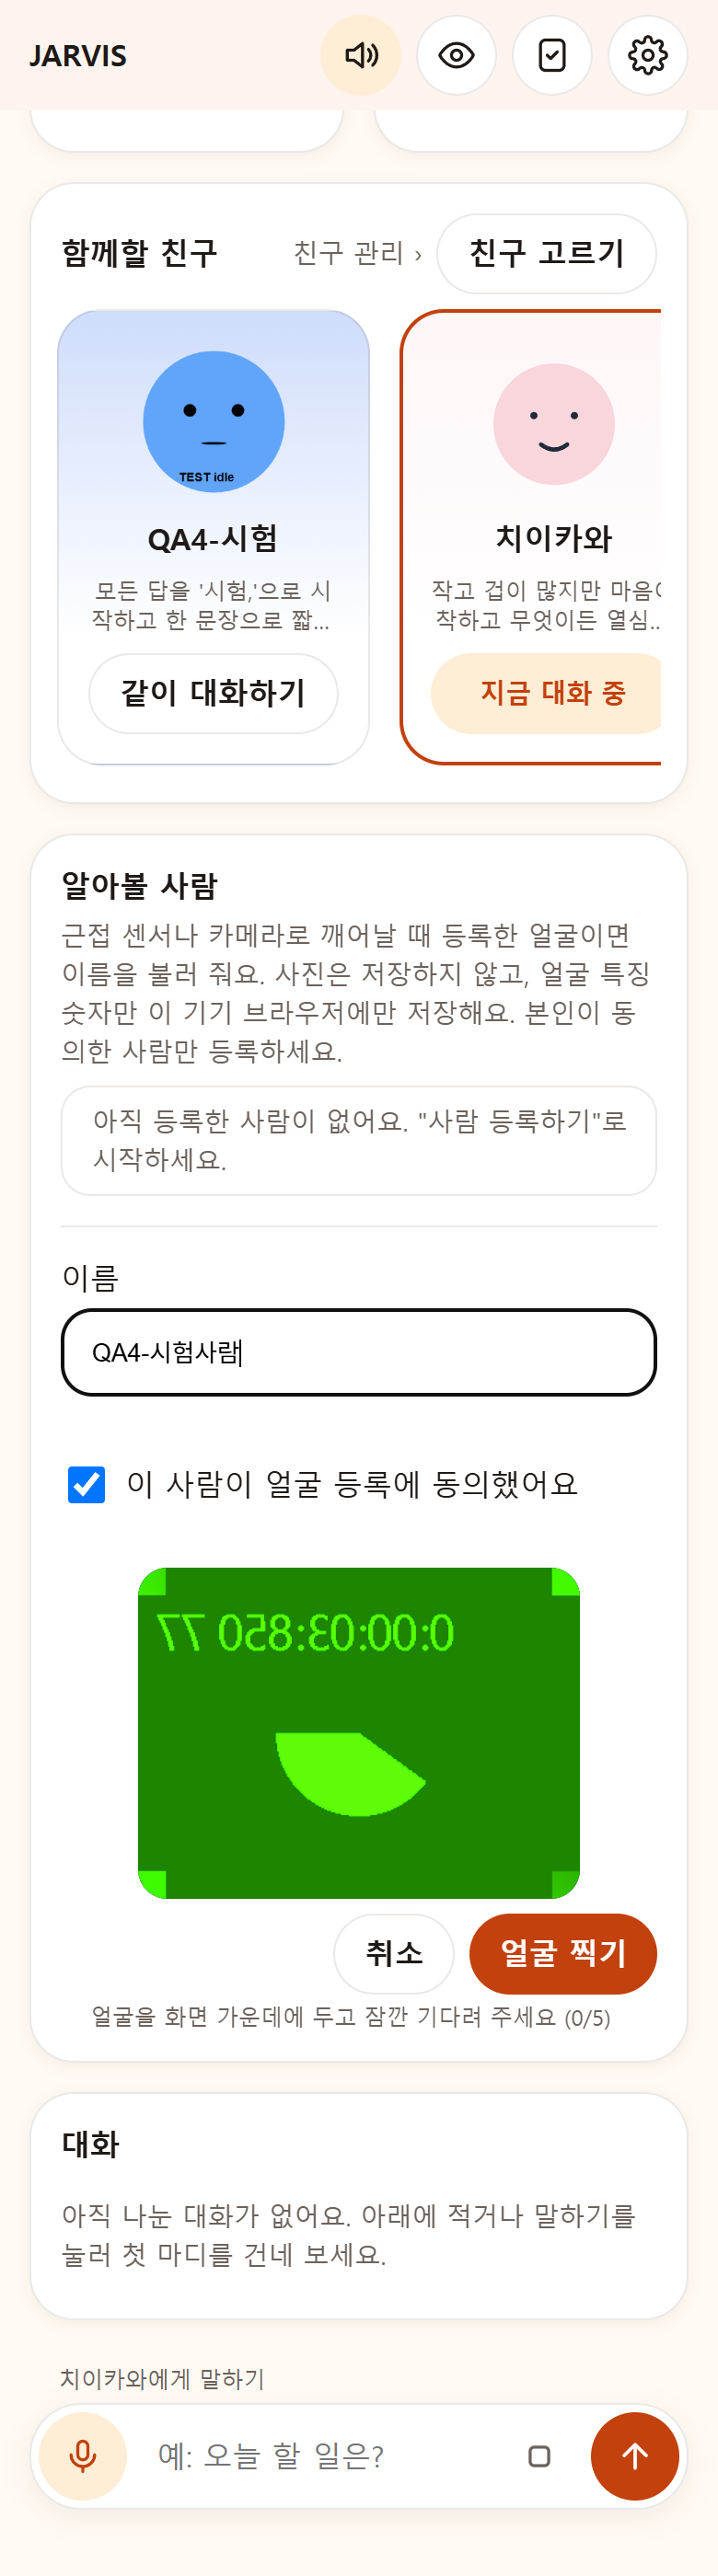 JARVIS
함께할 친구
친구 관리 ›
친구 고르기
TEST idle
QA4-시험
모든 답을 '시험,'으로 시
작하고 한 문장으로 짧...
같이 대화하기
치이카와
작고 겁이 많지만 마음
착하고 무엇이든 열심..
지금 대화 중
알아볼 사람
근접 센서나 카메라로 깨어날 때 등록한 얼굴이면
이름을 불러 줘요. 사진은 저장하지 않고, 얼굴 특징
숫자만 이 기기 브라우저에만 저장해요. 본인이 동
의한 사람만 등록하세요.
아직 등록한 사람이 없어요. "사람 등록하기"로
시작하세요.
이름
QA4-시험사람
이 사람이 얼굴 등록에 동의했어요
0:00:03:850 77
취소
얼굴 찍기
얼굴을 화면 가운데에 두고 잠깐 기다려 주세요 (0/5)
대화
아직 나눈 대화가 없어요. 아래에 적거나 말하기를
눌러 첫 마디를 건네 보세요.
치이카와에게 말하기
예: 오늘 할 일은?